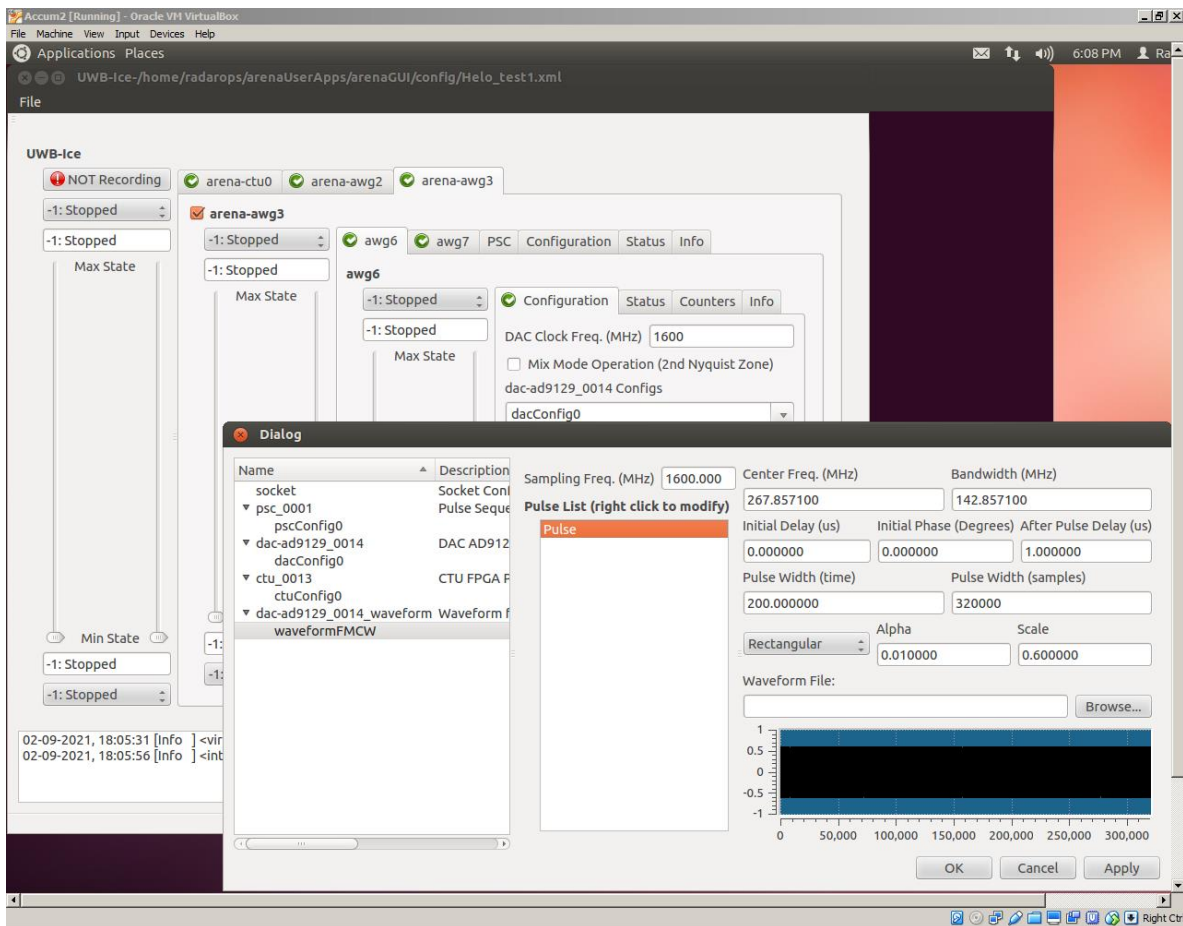 Accum2 [Running] - Oracle VM VirtualBox
File Machine View Input Devices Help
Applications Places 6:08 PM Ra
UWB-Ice-/home/radarops/arenaUserApps/arenaGUI/config/Helo_test1.xml
File
UWB-Ice
NOT Recording
-1: Stopped
-1: Stopped
Max State
Min State
-1: Stopped
-1: Stopped
arena-ctu0 arena-awg2 arena-awg3
arena-awg3
-1: Stopped
-1: Stopped
Max State
-1:
-1:
awg6 awg7 PSC Configuration Status Info
awg6
-1: Stopped
-1: Stopped
Max State
Configuration Status Counters Info
DAC Clock Freq. (MHz) 1600
Mix Mode Operation (2nd Nyquist Zone)
dac-ad9129_0014 Configs
dacConfig0
02-09-2021, 18:05:31 [Info ] <vir
02-09-2021, 18:05:56 [Info ] <int
Dialog
Name Description
socket Socket Conf
psc_0001 Pulse Seque
pscConfig0
dac-ad9129_0014 DAC AD912
dacConfig0
ctu_0013 CTU FPGA P
ctuConfig0
dac-ad9129_0014_waveform Waveform f
waveformFMCW
Sampling Freq. (MHz) 1600.000
Pulse List (right click to modify)
Pulse
Center Freq. (MHz) Bandwidth (MHz)
267.857100 142.857100
Initial Delay (us) Initial Phase (Degrees) After Pulse Delay (us)
0.000000 0.000000 1.000000
Pulse Width (time) Pulse Width (samples)
200.000000 320000
Alpha Scale
Rectangular 0.010000 0.600000
Waveform File:
Browse...
1
0.5
0
-0.5
-1
0 50,000 100,000 150,000 200,000 250,000 300,000
OK Cancel Apply
Right Ctr